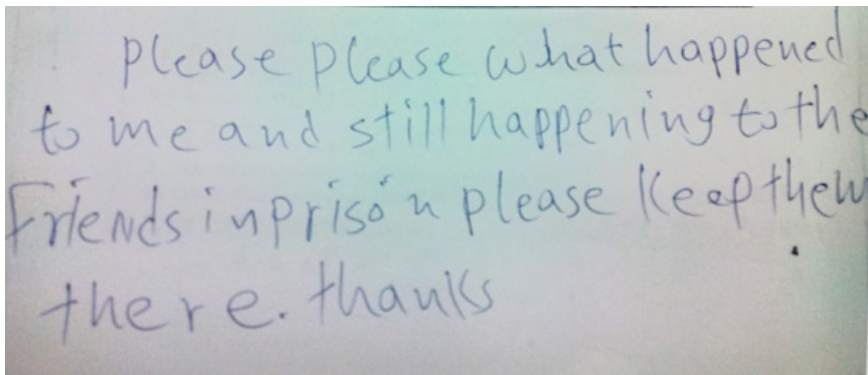 please please what happened
to me and still happening to the
Friends in prison please Keep them
there. thanks